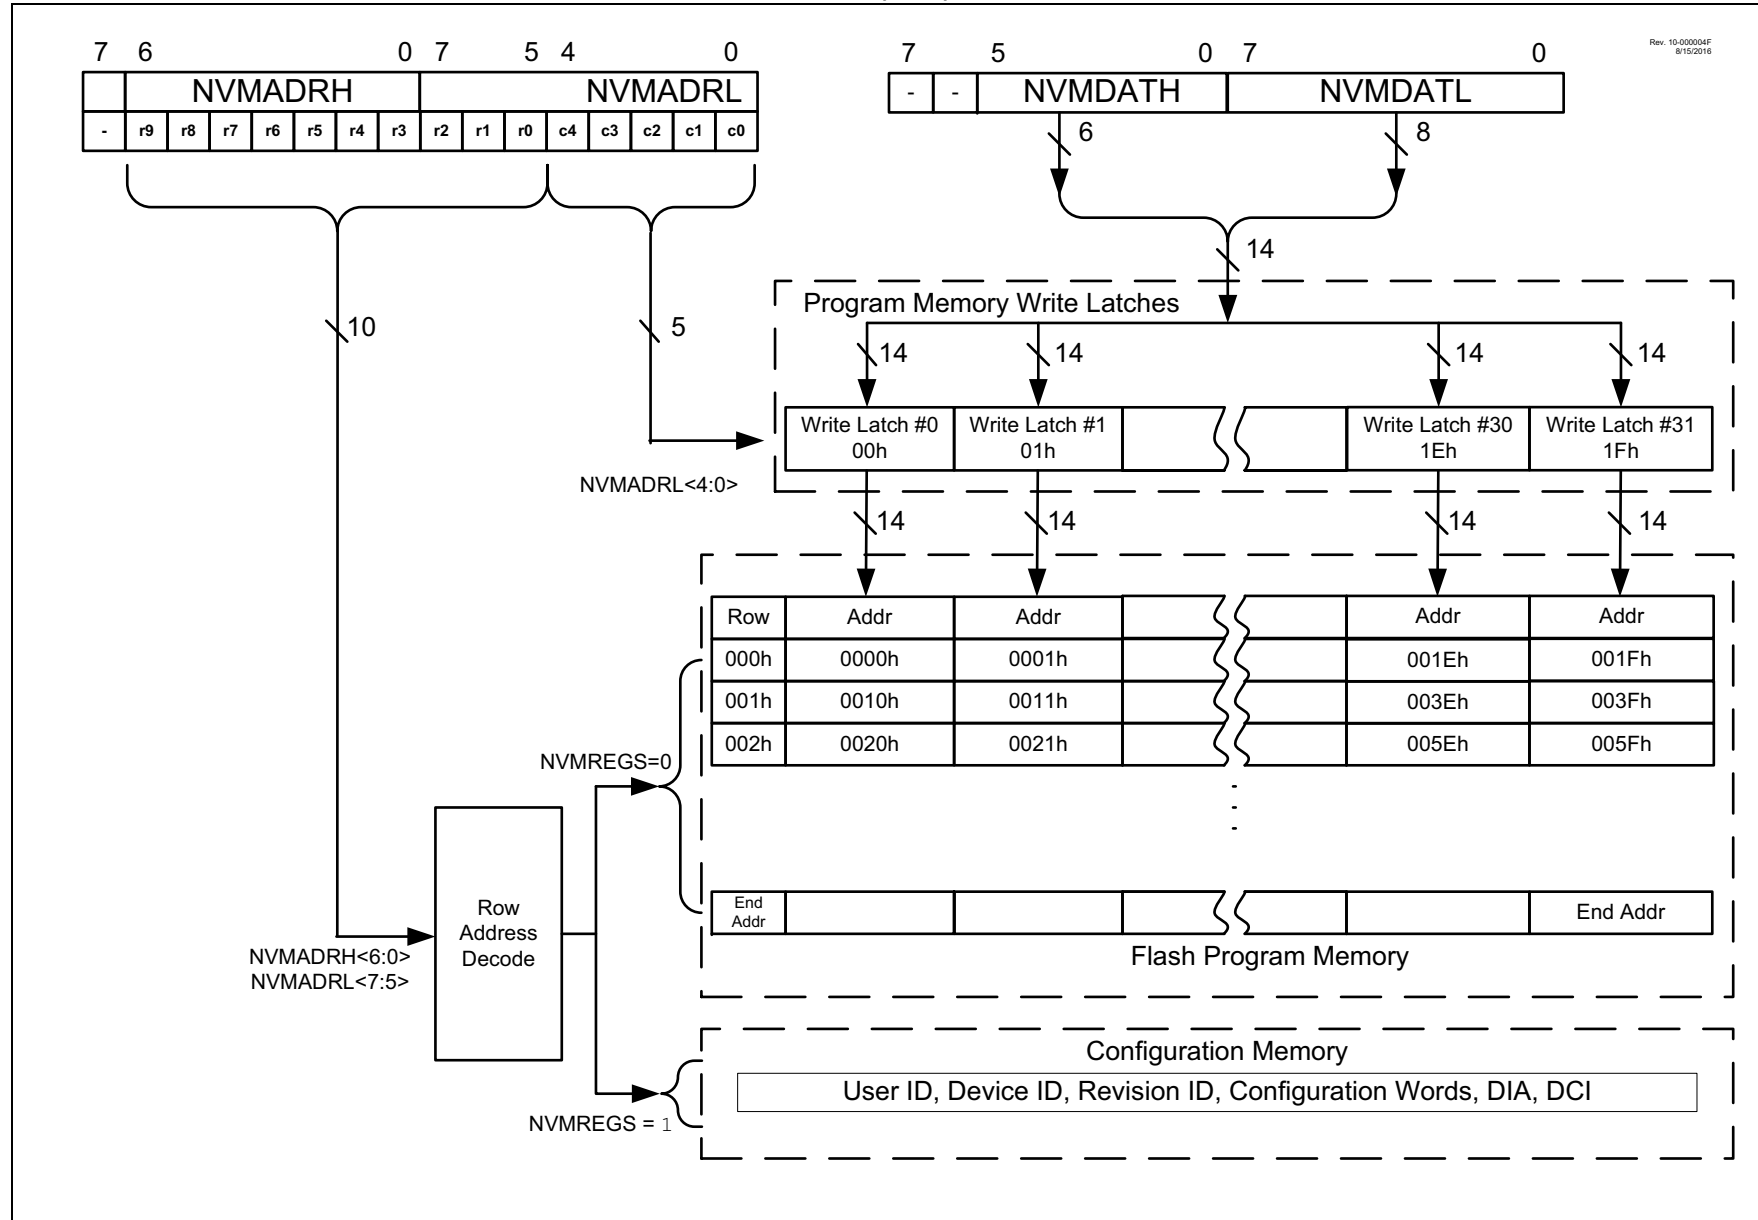 7 6 0 7 5 4 0
7 5 0 7 0
Rev. 10-000004F
8/15/2016
NVMADRH NVMADRL
- r9 r8 r7 r6 r5 r4 r3 r2 r1 r0 c4 c3 c2 c1 c0
- - NVMDATH NVMDATL
6 8
14
10
5
Program Memory Write Latches
14 14 14 14
Write Latch #0 Write Latch #1 Write Latch #30 Write Latch #31
00h 01h 1Eh 1Fh
NVMADRL<4:0>
14 14 14 14
Row Addr Addr Addr Addr
000h 0000h 0001h 001Eh 001Fh
001h 0010h 0011h 003Eh 003Fh
002h 0020h 0021h 005Eh 005Fh
NVMREGS=0
End
Addr
End Addr
Flash Program Memory
Row
Address
Decode
NVMADRH<6:0>
NVMADRL<7:5>
Configuration Memory
User ID, Device ID, Revision ID, Configuration Words, DIA, DCI
NVMREGS = 1